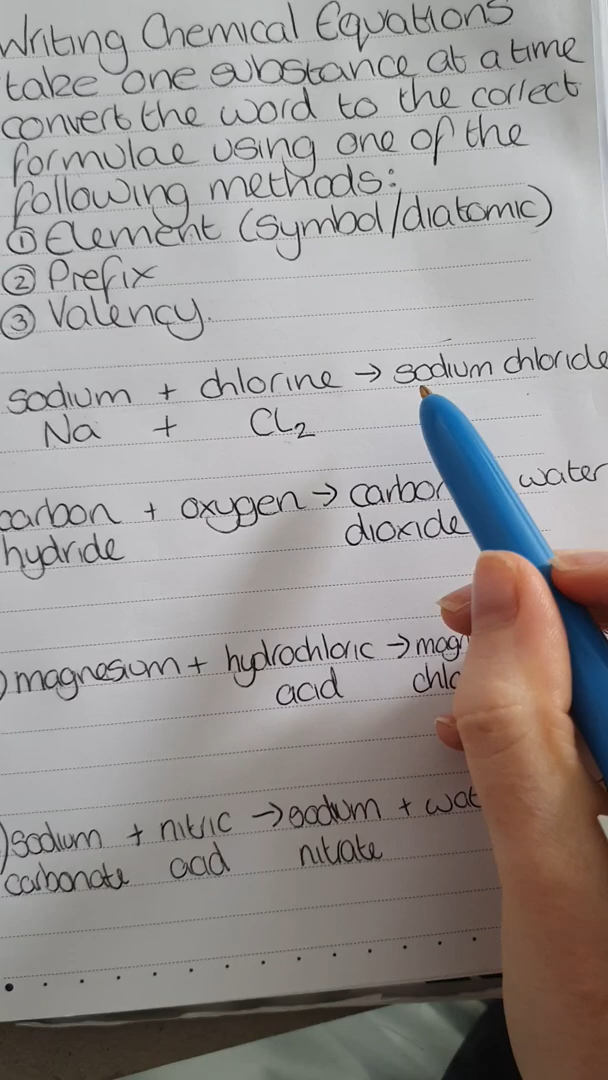 Writing Chemical Equations
take one substance at a time
convert the word to the correct
formulae using one of the
following methods:
① Element (symbol/diatomic)
② Prefix
③ Valency.
sodium + chlorine → sodium chloride
Na + Cl₂
carbon + oxygen → carbon water
hydride dioxide
) magnesium + hydrochloric →
acid
) sodium + nitric → sodium +
carbonate acid nitrate